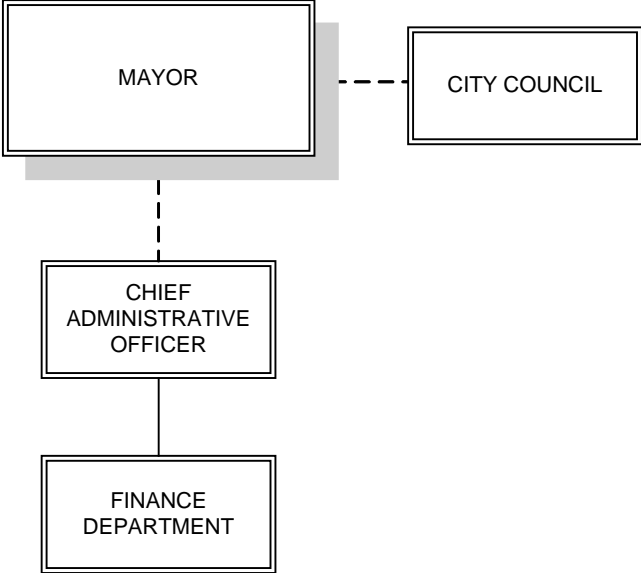 MAYOR
CITY COUNCIL
CHIEF
ADMINISTRATIVE
OFFICER
FINANCE
DEPARTMENT